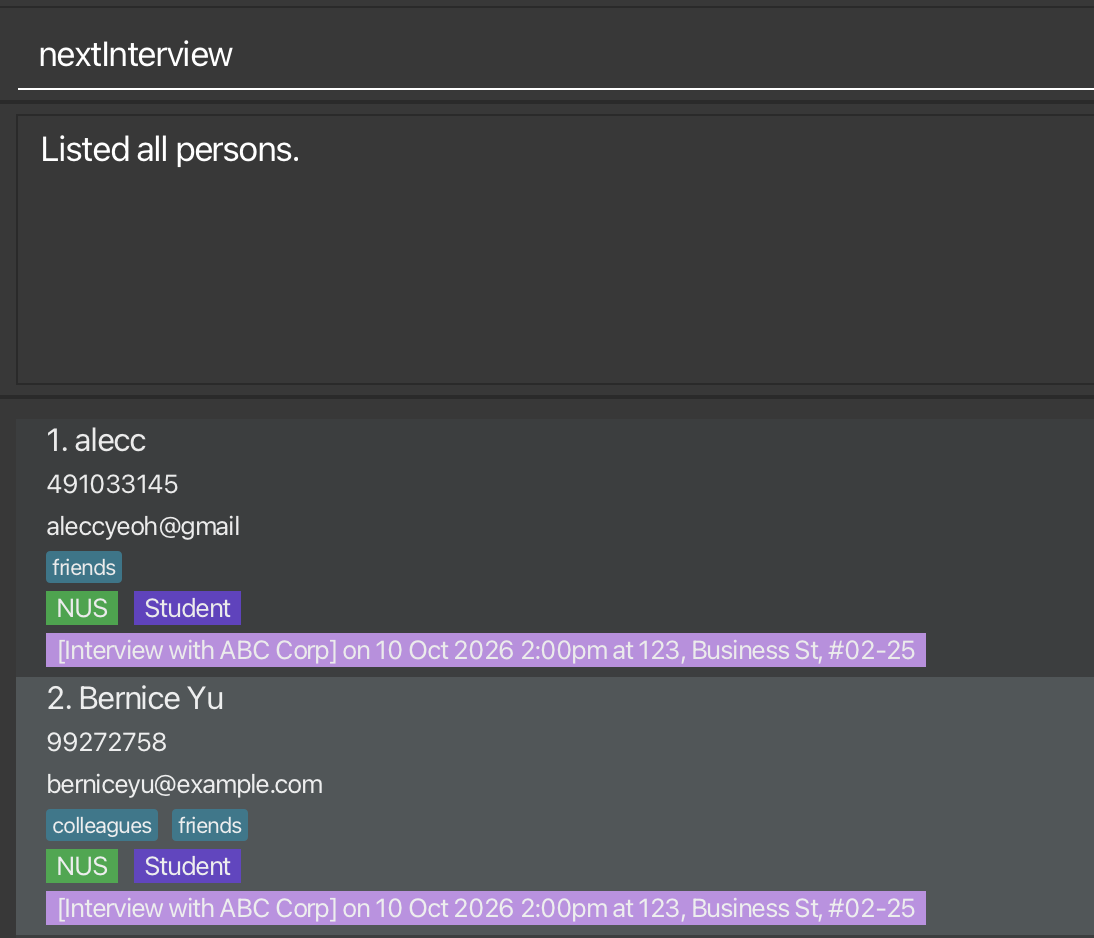 nextInterview
Listed all persons.
1. alecc
491033145
aleccyeoh@gmail
friends
NUS Student
[Interview with ABC Corp] on 10 Oct 2026 2:00pm at 123, Business St, #02-25
2. Bernice Yu
99272758
berniceyu@example.com
colleagues friends
NUS Student
[Interview with ABC Corp] on 10 Oct 2026 2:00pm at 123, Business St, #02-25